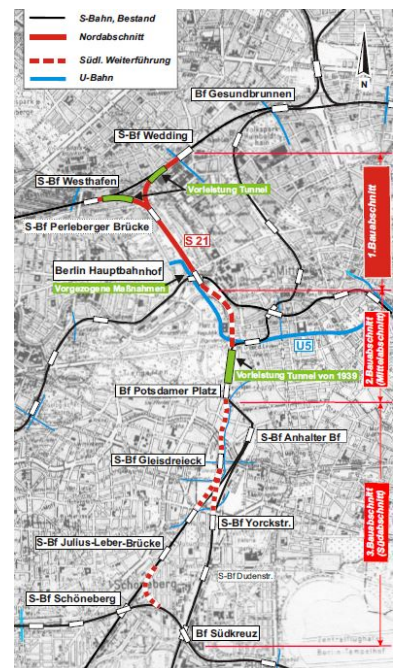 S-Bahn, Bestand
Nordabschnitt
Südl. Weiterführung
U-Bahn
N
Bf Gesundbrunnen
S-Bf Wedding
S-Bf Westhafen
Vorleistung Tunnel
S-Bf Perleberger Brücke
S 21
1.Bauabschnitt
Berlin Hauptbahnhof
Vorgezogene Maßnahmen
U5
2.Bauabschnitt
(Mittelabschnitt)
Vorleistung Tunnel von 1939
Bf Potsdamer Platz
S-Bf Anhalter Bf
S-Bf Gleisdreieck
S-Bf Yorckstr.
3.Bauabschnitt
(Südabschnitt)
S-Bf Julius-Leber-Brücke
S-Bf Dudenstr.
Schöneberg
S-Bf Schöneberg
Bf Südkreuz